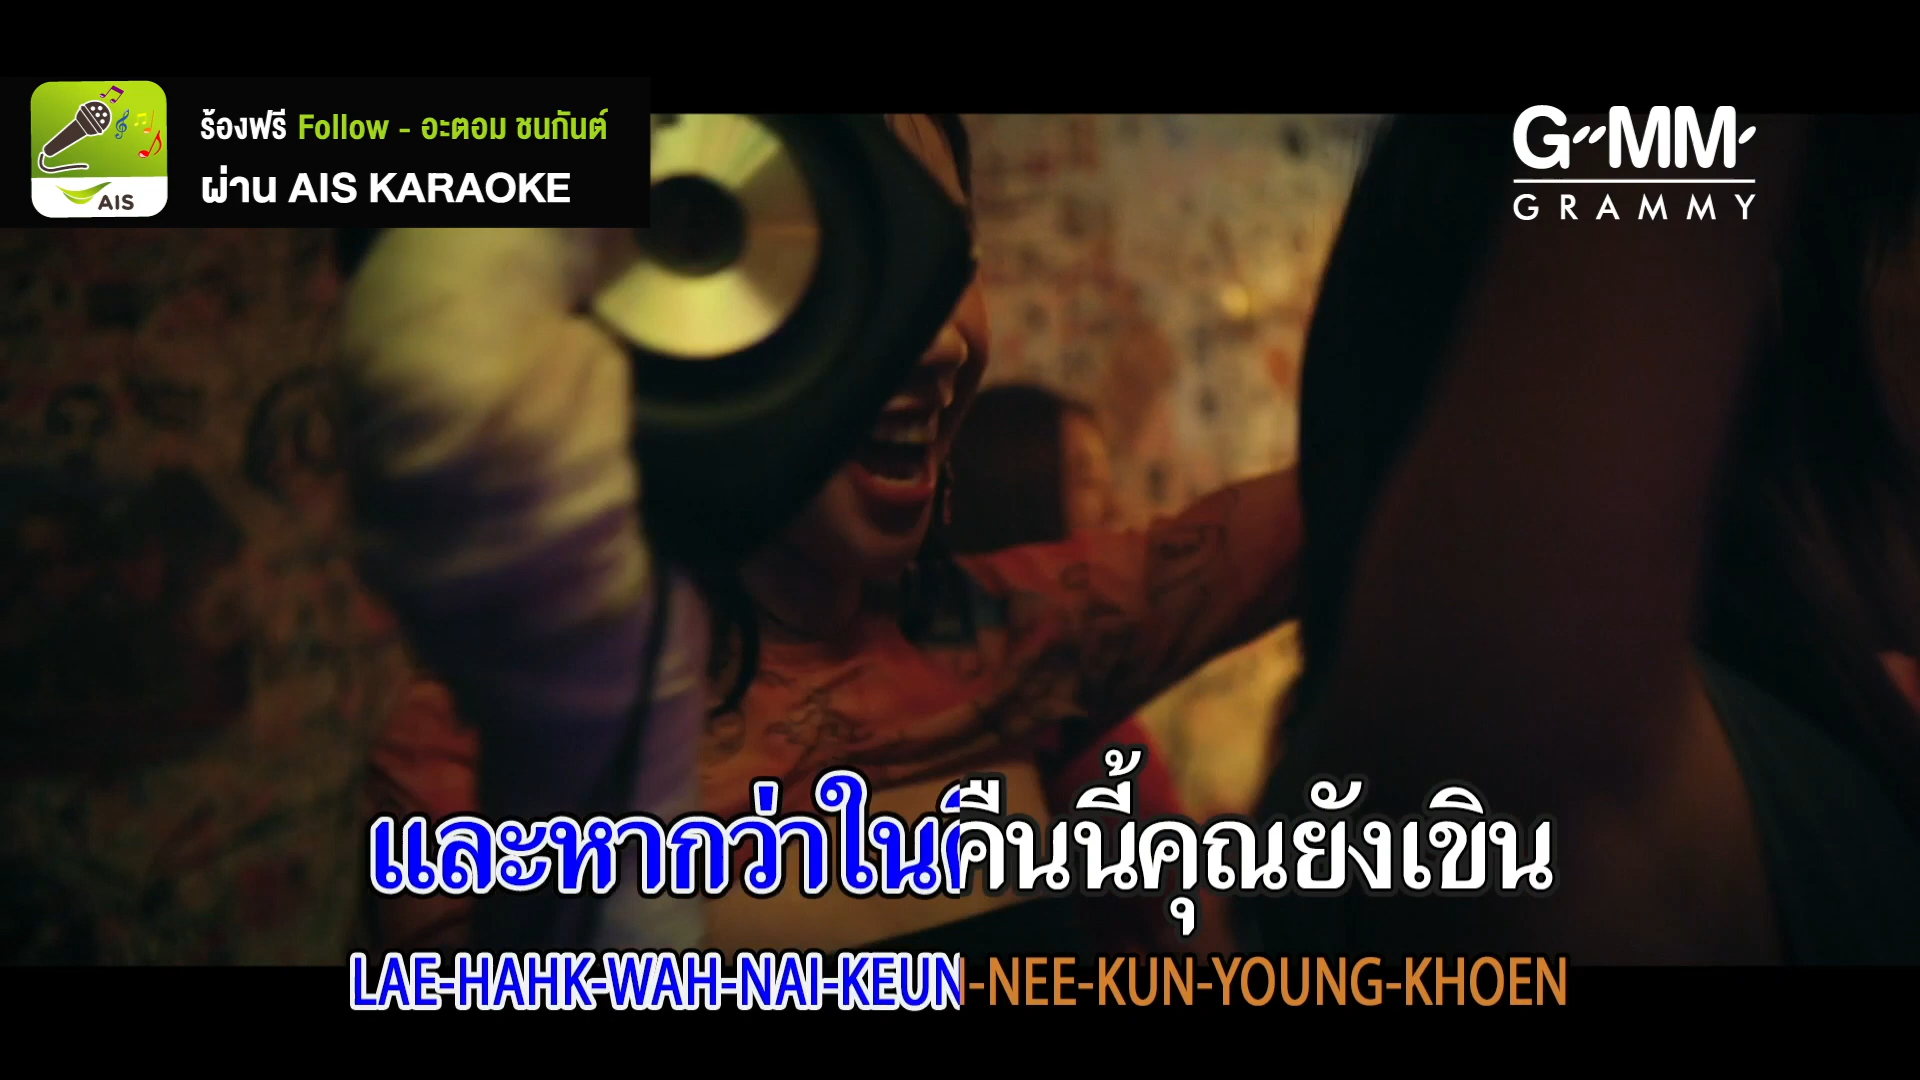 ร้องฟรี Follow - อะตอม ชนกันต์
ผ่าน AIS KARAOKE
AIS
GMM
GRAMMY
และหากว่าในคืนนี้คุณยังเขิน
LAE-HAHK-WAH-NAI-KEUN-NEE-KUN-YOUNG-KHOEN